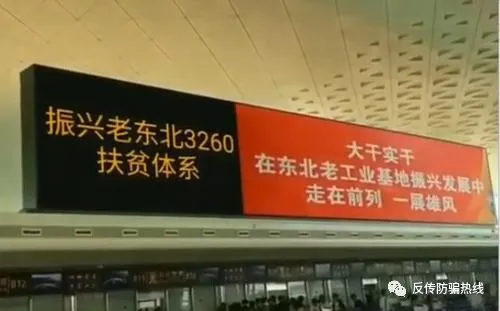 振兴老东北3260
扶贫体系
大干实干
在东北老工业基地振兴发展中
走在前列 一展雄风
B12
反传防骗热线